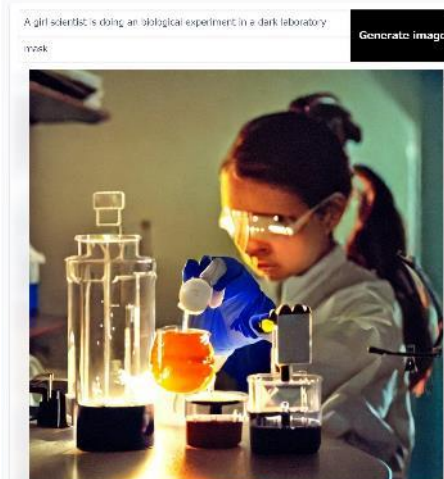 A girl scientist is doing an biological experiment in a dark laboratory
Generate image
mask